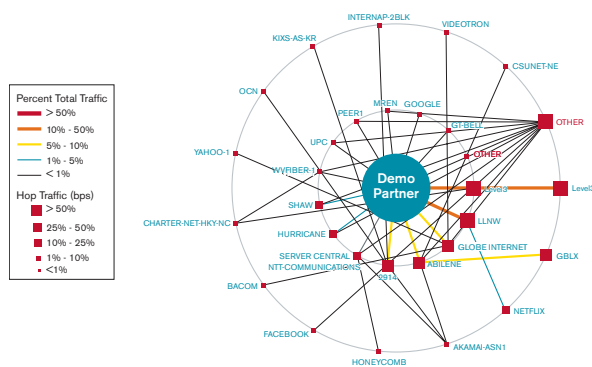 INTERNAP-2BLK
VIDEOTRON
KIXS-AS-KR
CSUNET-NE
OCN
MREN
GOOGLE
PEER1
OTHER
GT-BELL
UPC
YAHOO-1
OTHER
WVFIBER-1
Demo
Partner
Level3
Level3
SHAW
CHARTER-NET-HKY-NC
LLNW
HURRICANE
GLOBE INTERNET
GBLX
SERVER CENTRAL
NTT-COMMUNICATIONS
ABILENE
2914
BACOM
NETFLIX
FACEBOOK
AKAMAI-ASN1
HONEYCOMB
Percent Total Traffic
> 50%
10% - 50%
5% - 10%
1% - 5%
< 1%
Hop Traffic (bps)
> 50%
25% - 50%
10% - 25%
1% - 10%
<1%